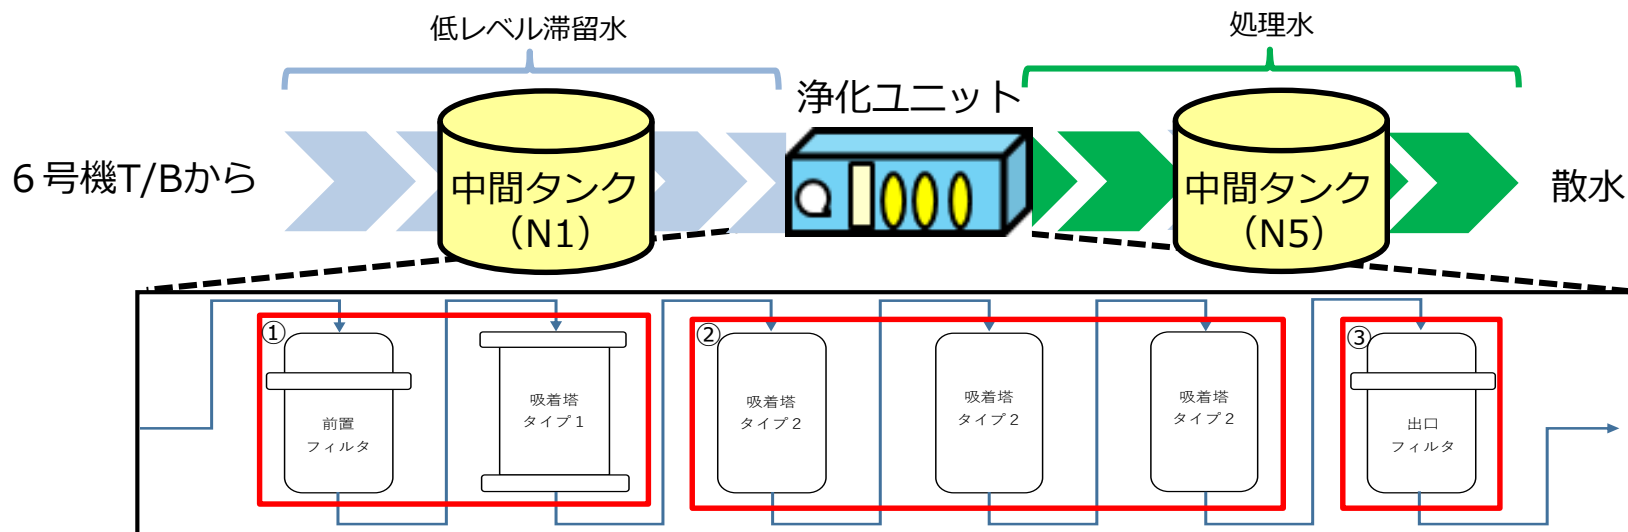 低レベル滞留水
処理水
浄化ユニット
６号機T/Bから
中間タンク
（N1）
中間タンク
（N5）
散水
①
前置
フィルタ
吸着塔
タイプ１
②
吸着塔
タイプ２
吸着塔
タイプ２
吸着塔
タイプ２
③
出口
フィルタ